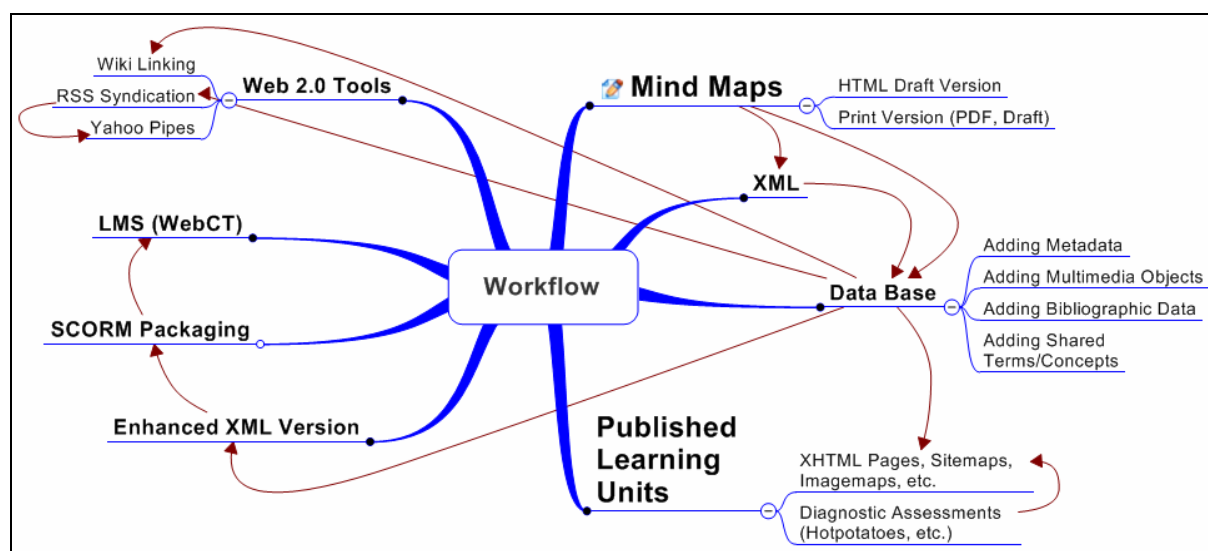 Wiki Linking
RSS Syndication
Yahoo Pipes
Web 2.0 Tools
Mind Maps
HTML Draft Version
Print Version (PDF, Draft)
XML
LMS (WebCT)
Workflow
Data Base
Adding Metadata
Adding Multimedia Objects
Adding Bibliographic Data
Adding Shared
Terms/Concepts
SCORM Packaging
Enhanced XML Version
Published
Learning
Units
XHTML Pages, Sitemaps,
Imagemaps, etc.
Diagnostic Assessments
(Hotpotatoes, etc.)